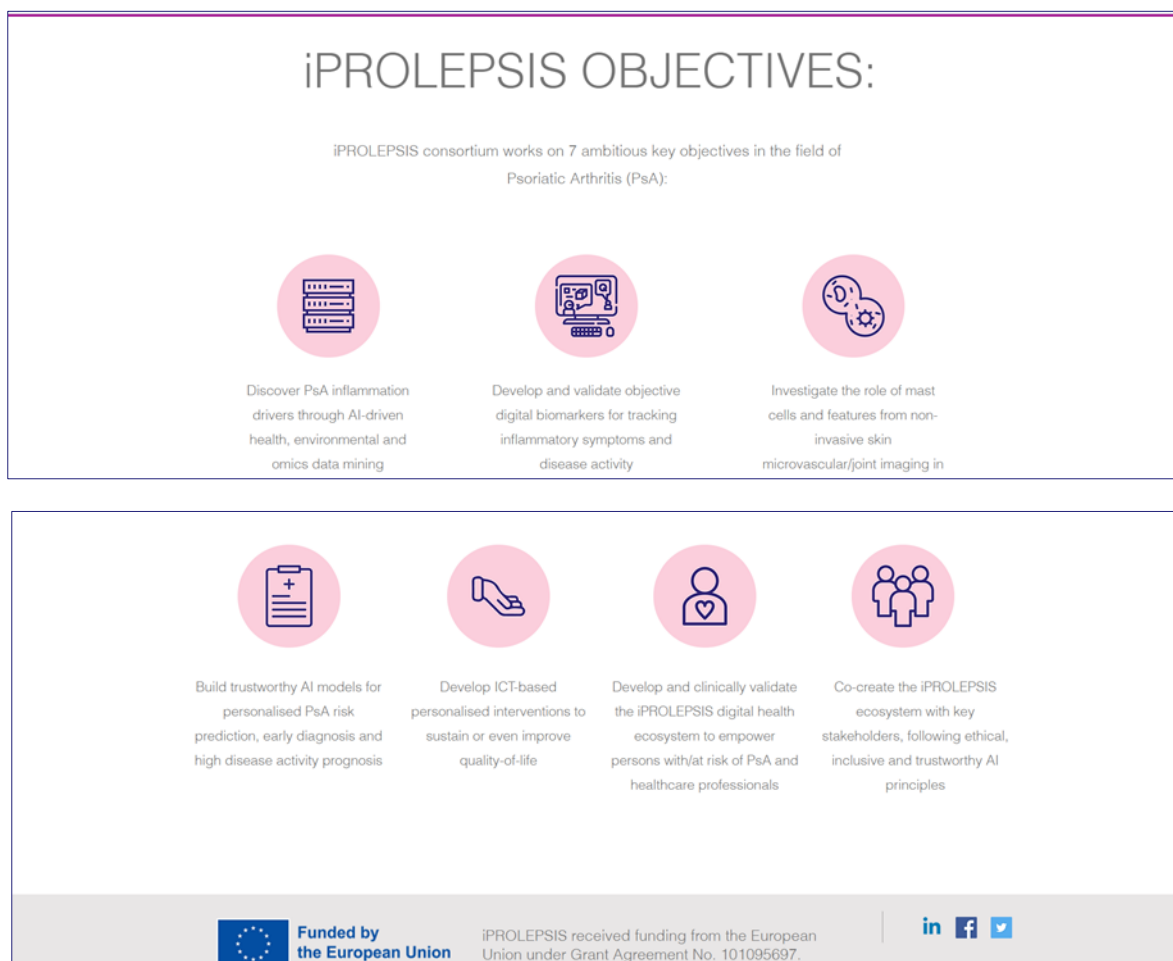 iPROLEPSIS OBJECTIVES:
iPROLEPSIS consortium works on 7 ambitious key objectives in the field of
Psoriatic Arthritis (PsA):
Discover PsA inflammation
drivers through AI-driven
health, environmental and
omics data mining
Develop and validate objective
digital biomarkers for tracking
inflammatory symptoms and
disease activity
Investigate the role of mast
cells and features from non-
invasive skin
microvascular/joint imaging in
Build trustworthy AI models for
personalised PsA risk
prediction, early diagnosis and
high disease activity prognosis
Develop ICT-based
personalised interventions to
sustain or even improve
quality-of-life
Develop and clinically validate
the iPROLEPSIS digital health
ecosystem to empower
persons with/at risk of PsA and
healthcare professionals
Co-create the iPROLEPSIS
ecosystem with key
stakeholders, following ethical,
inclusive and trustworthy AI
principles
Funded by
the European Union
iPROLEPSIS received funding from the European
Union under Grant Agreement No. 101095697.
in f